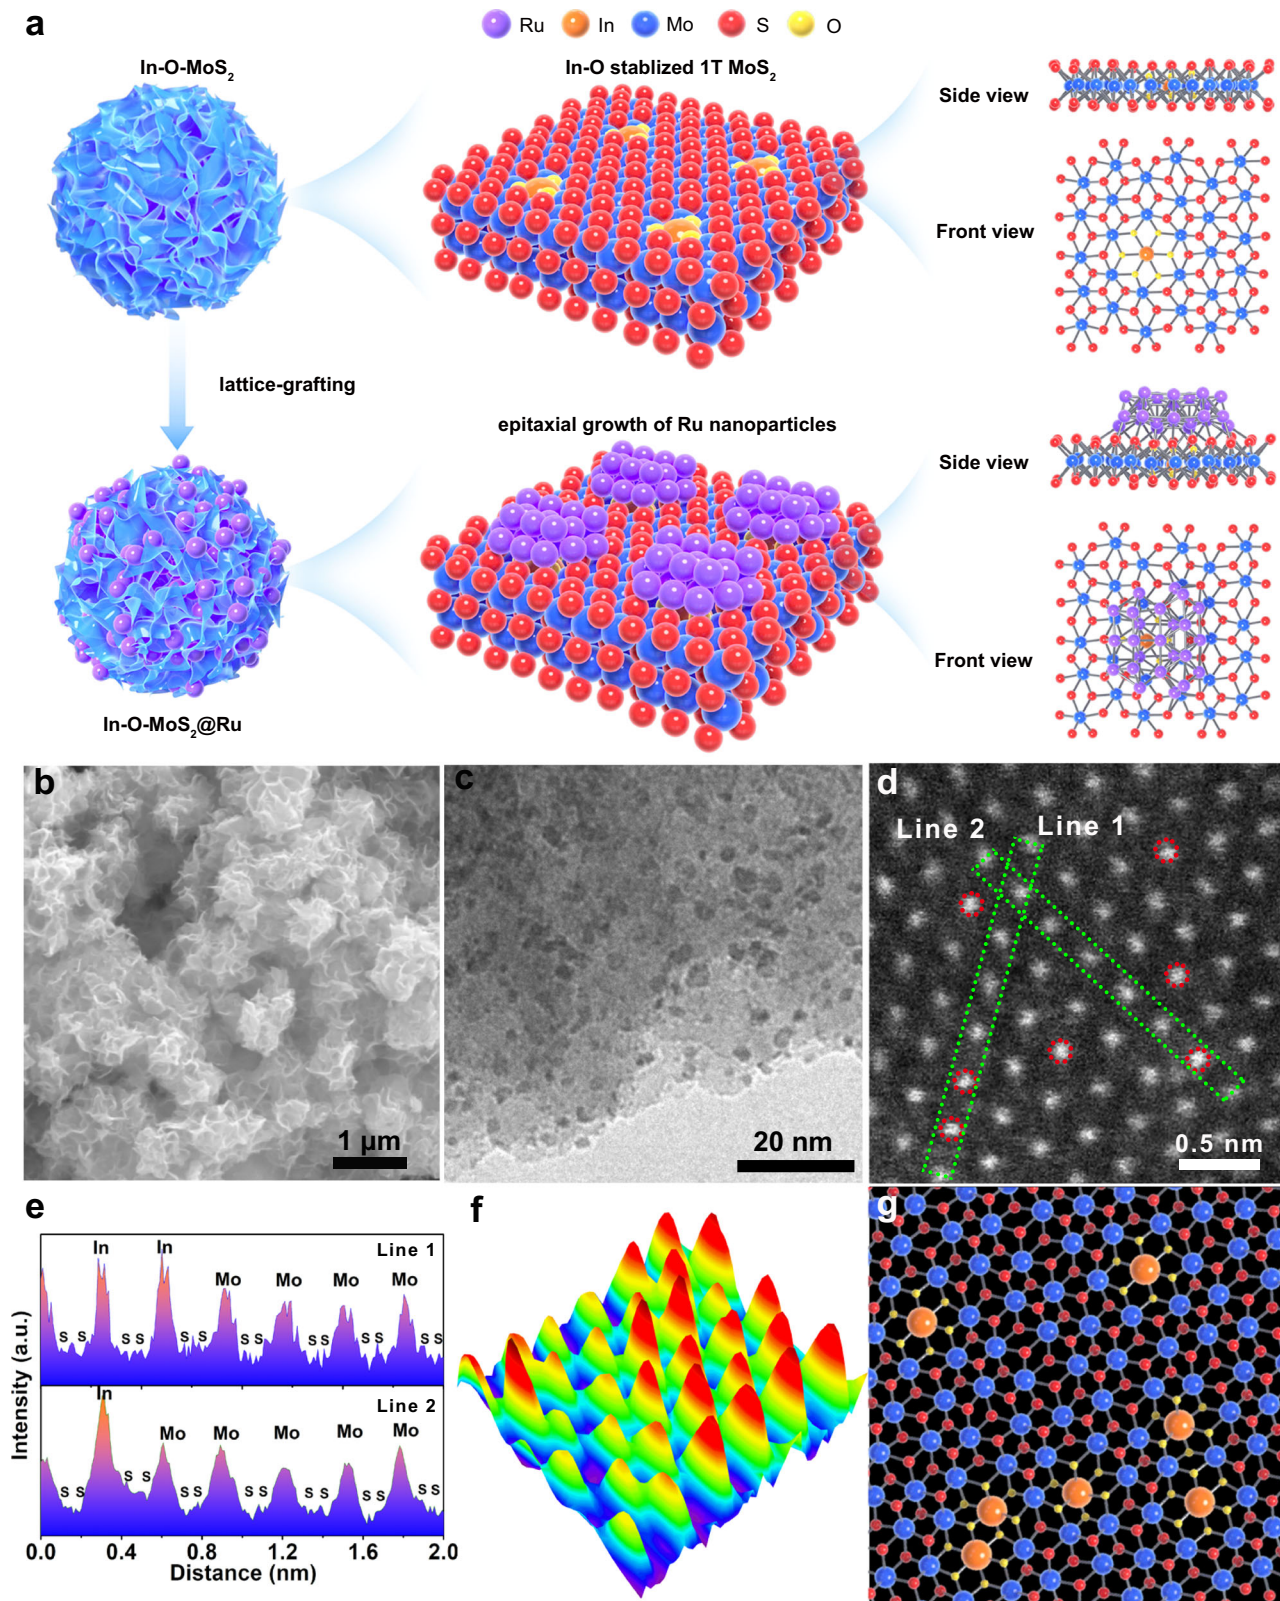 a
Ru In Mo S O
In-O-MoS2
In-O stablized 1T MoS2
Side view
Front view
lattice-grafting
epitaxial growth of Ru nanoparticles
Side view
Front view
In-O-MoS2@Ru
b
1 μm
c
20 nm
d
Line 2 Line 1
0.5 nm
e
Line 1
In In Mo Mo Mo Mo
S S S S S S S S S S S S
Line 2
In Mo Mo Mo Mo Mo
S S S S S S S S S S S S S S
Intensity (a.u.)
0.0 0.4 0.8 1.2 1.6 2.0
Distance (nm)
f
g